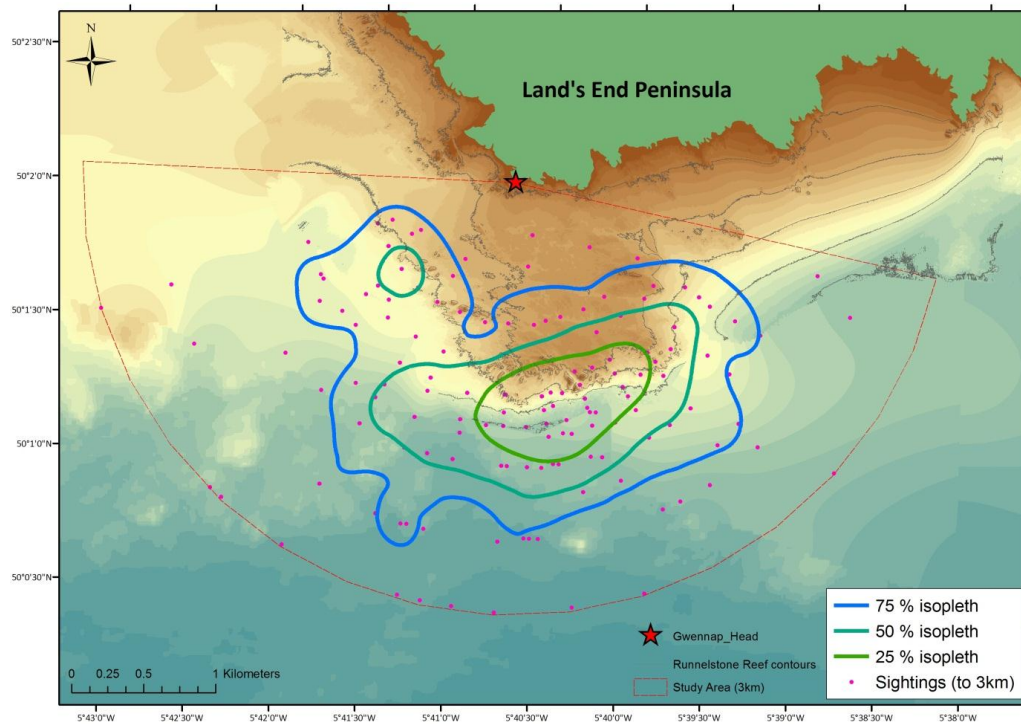 50°2'30"N
N
Land's End Peninsula
50°2'0"N
50°1'30"N
50°1'0"N
50°0'30"N
75 % isopleth
50 % isopleth
25 % isopleth
Sightings (to 3km)
Gwennap_Head
Runnelstone Reef contours
Study Area (3km)
0 0.25 0.5 1 Kilometers
5°43'0"W 5°42'30"W 5°42'0"W 5°41'30"W 5°41'0"W 5°40'30"W 5°40'0"W 5°39'30"W 5°39'0"W 5°38'30"W 5°38'0"W